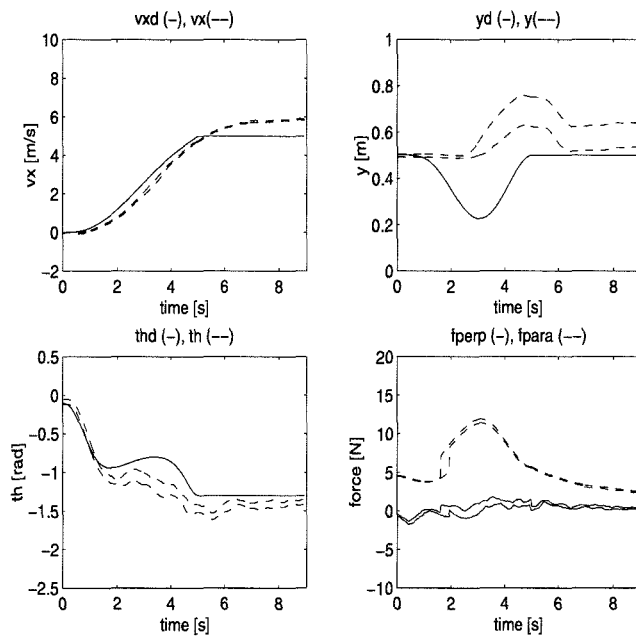 vxd (-), vx(--)
yd (-), y(--)
vx [m/s]
10
8
6
4
2
0
-2
0 2 4 6 8
time [s]
y [m]
1
0.8
0.6
0.4
0.2
0
0 2 4 6 8
time [s]
thd (-), th (--)
fperp (-), fpara (--)
th [rad]
0.5
0
-0.5
-1
-1.5
-2
-2.5
0 2 4 6 8
time [s]
force [N]
20
15
10
5
0
-5
-10
0 2 4 6 8
time [s]